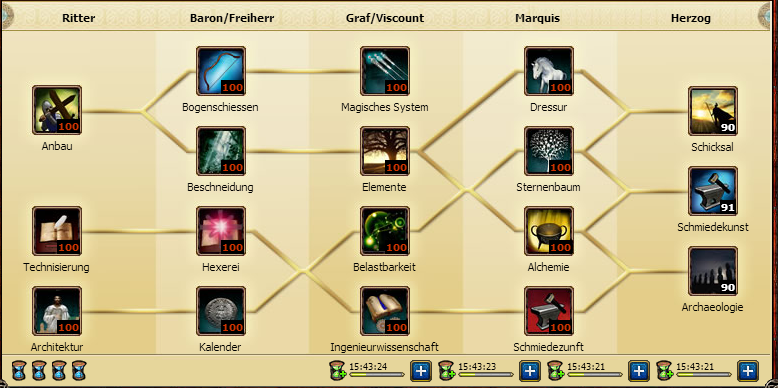 Ritter Baron/Freiherr Graf/Viscount Marquis Herzog
100 100 100
Bogenschiessen Magisches System Dressur
100 90
Anbau Schicksal
100 100 100
Beschneidung Elemente Sternenbaum
91
Schmiedekunst
100 100 100 100
Technisierung Hexerei Belastbarkeit Alchemie
90
Archaeologie
100 100 100 100
Architektur Kalender Ingenieurwissenschaft Schmiedezunft
15:43:24 15:43:23 15:43:21 15:43:21